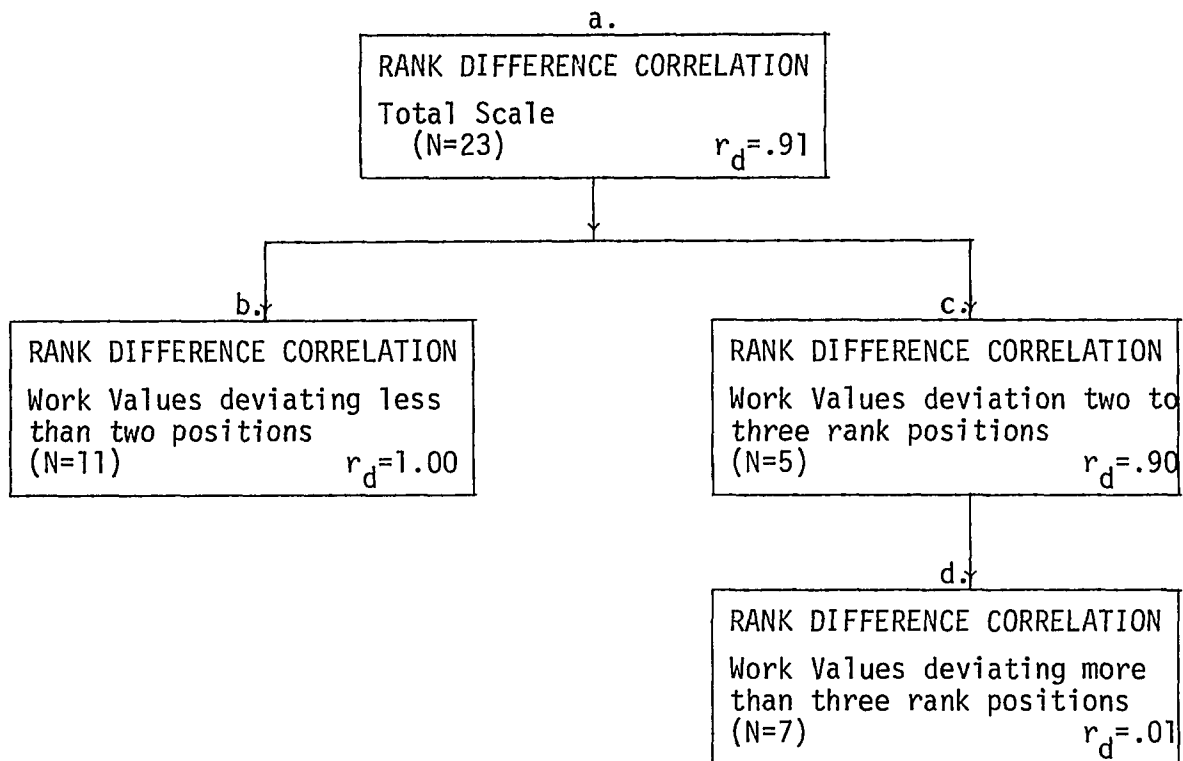 a.
RANK DIFFERENCE CORRELATION
Total Scale
(N=23) r_d=.91
b.
RANK DIFFERENCE CORRELATION
Work Values deviating less
than two positions
(N=11) r_d=1.00
c.
RANK DIFFERENCE CORRELATION
Work Values deviation two to
three rank positions
(N=5) r_d=.90
d.
RANK DIFFERENCE CORRELATION
Work Values deviating more
than three rank positions
(N=7) r_d=.01